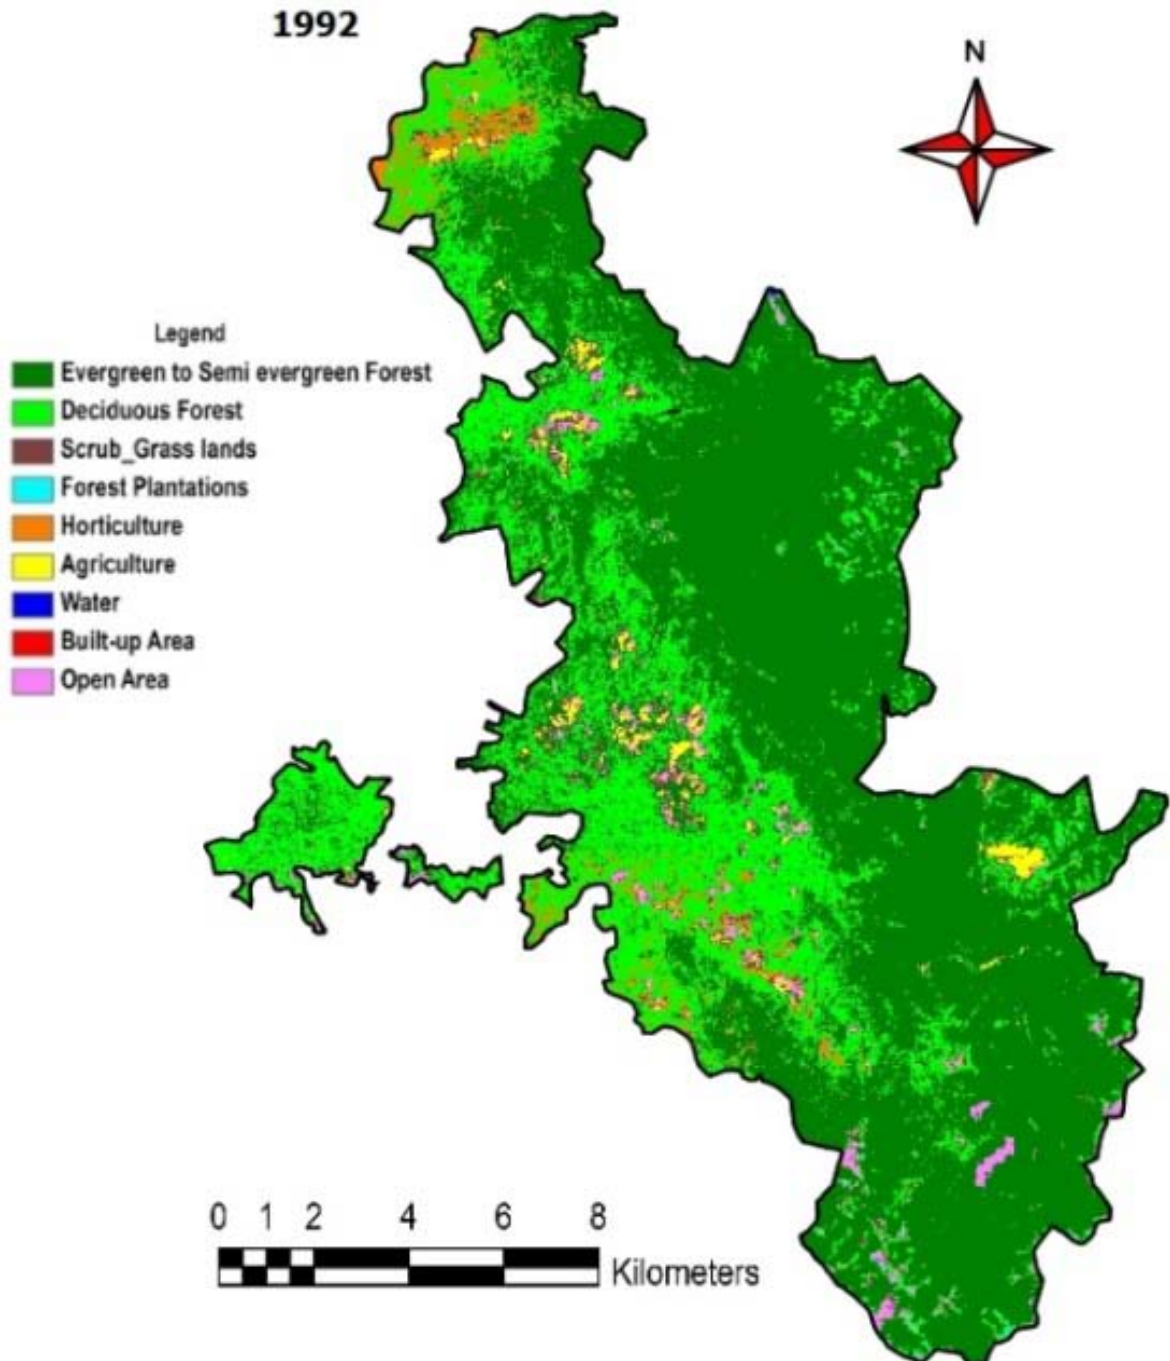 1992
N
Legend
Evergreen to Semi evergreen Forest
Deciduous Forest
Scrub_Grass lands
Forest Plantations
Horticulture
Agriculture
Water
Built-up Area
Open Area
0 1 2 4 6 8
Kilometers